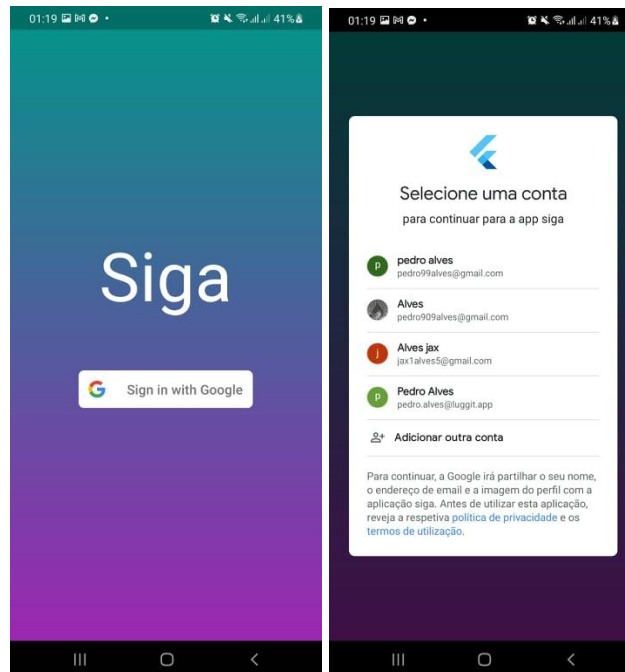 01:19
41%
Siga
Sign in with Google
01:19
41%
Selecione uma conta
para continuar para a app siga
P
pedro alves
pedro99alves@gmail.com
Alves
pedro909alves@gmail.com
J
Alves jax
jax1alves5@gmail.com
P
Pedro Alves
pedro.alves@luggit.app
Adicionar outra conta
Para continuar, a Google irá partilhar o seu nome,
o endereço de email e a imagem do perfil com a
aplicação siga. Antes de utilizar esta aplicação,
reveja a respetiva política de privacidade e os
termos de utilização.